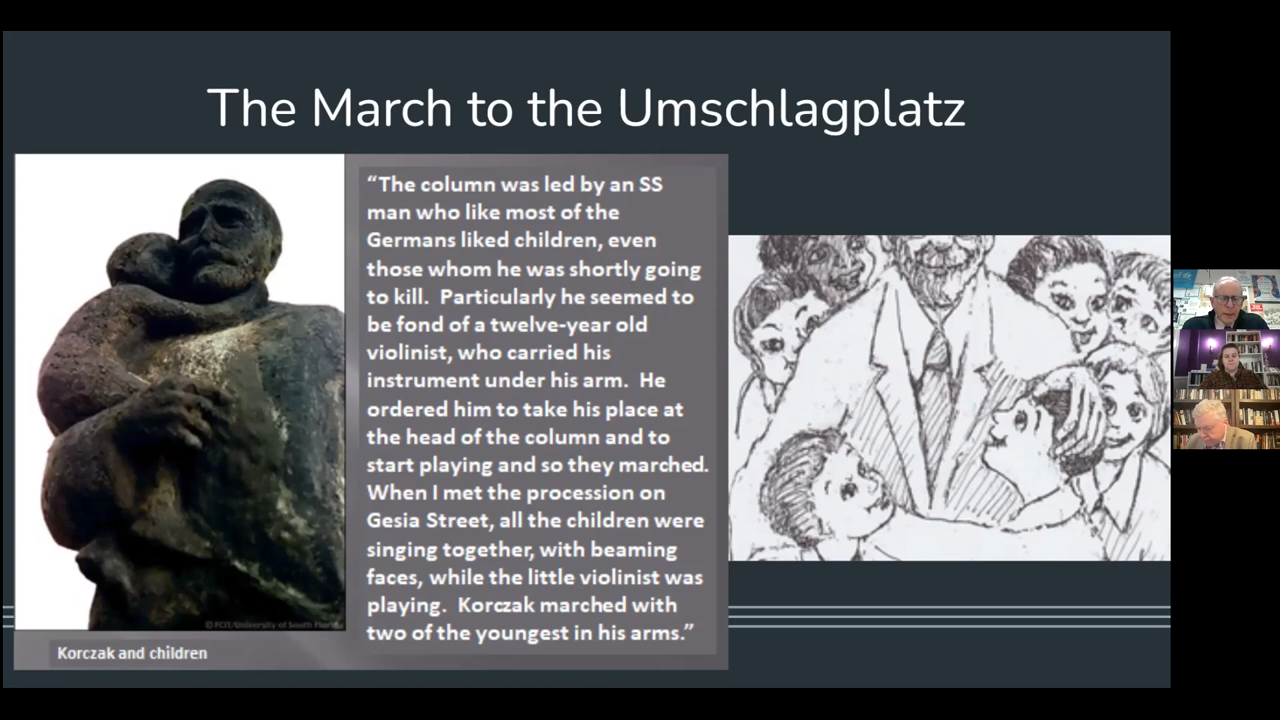 The March to the Umschlagplatz
“The column was led by an SS
man who like most of the
Germans liked children, even
those whom he was shortly going
to kill.  Particularly he seemed to
be fond of a twelve-year old
violinist, who carried his
instrument under his arm.  He
ordered him to take his place at
the head of the column and to
start playing and so they marched.
When I met the procession on
Gesia Street, all the children were
singing together, with beaming
faces, while the little violinist was
playing.  Korczak marched with
two of the youngest in his arms.”
© FCIT/University of South Florida
Korczak and children